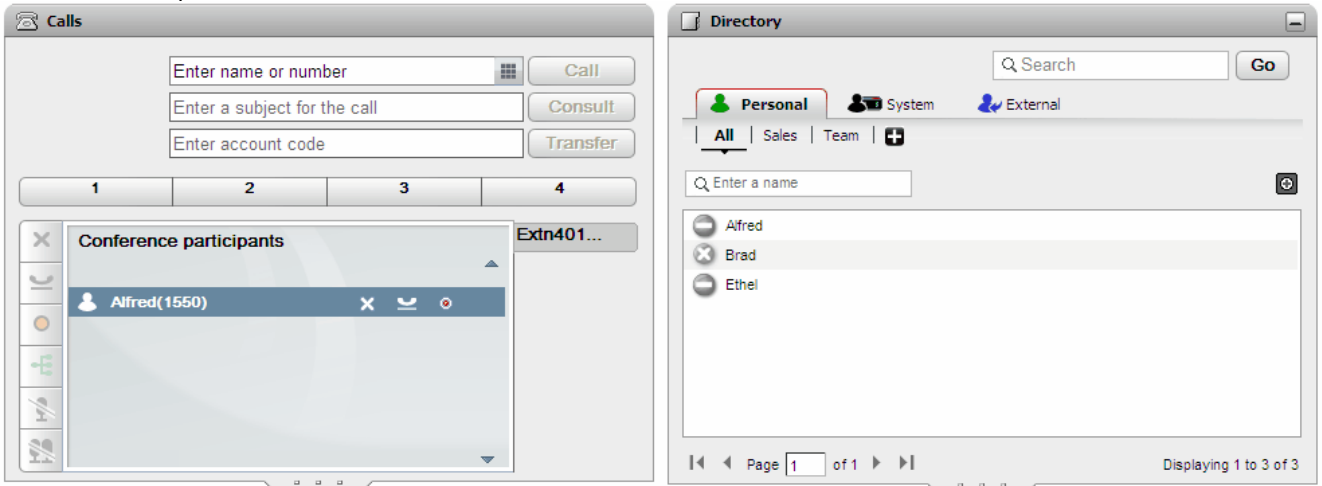 Calls
Enter name or number
Call
Enter a subject for the call
Consult
Enter account code
Transfer
1 2 3 4
Conference participants
Extn401...
Alfred(1550)
Directory
Search
Go
Personal System External
All Sales Team
Enter a name
Alfred
Brad
Ethel
Page 1 of 1
Displaying 1 to 3 of 3